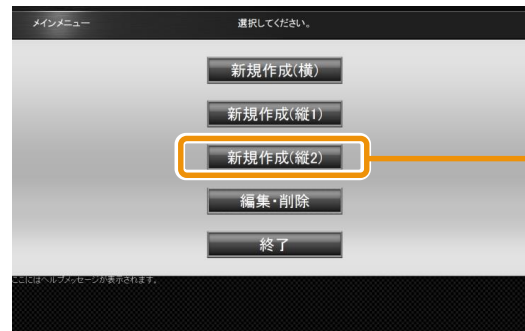 メインメニュー
選択してください。
新規作成(横)
新規作成(縦1)
新規作成(縦2)
編集・削除
終了
ここにはヘルプメッセージが表示されます。